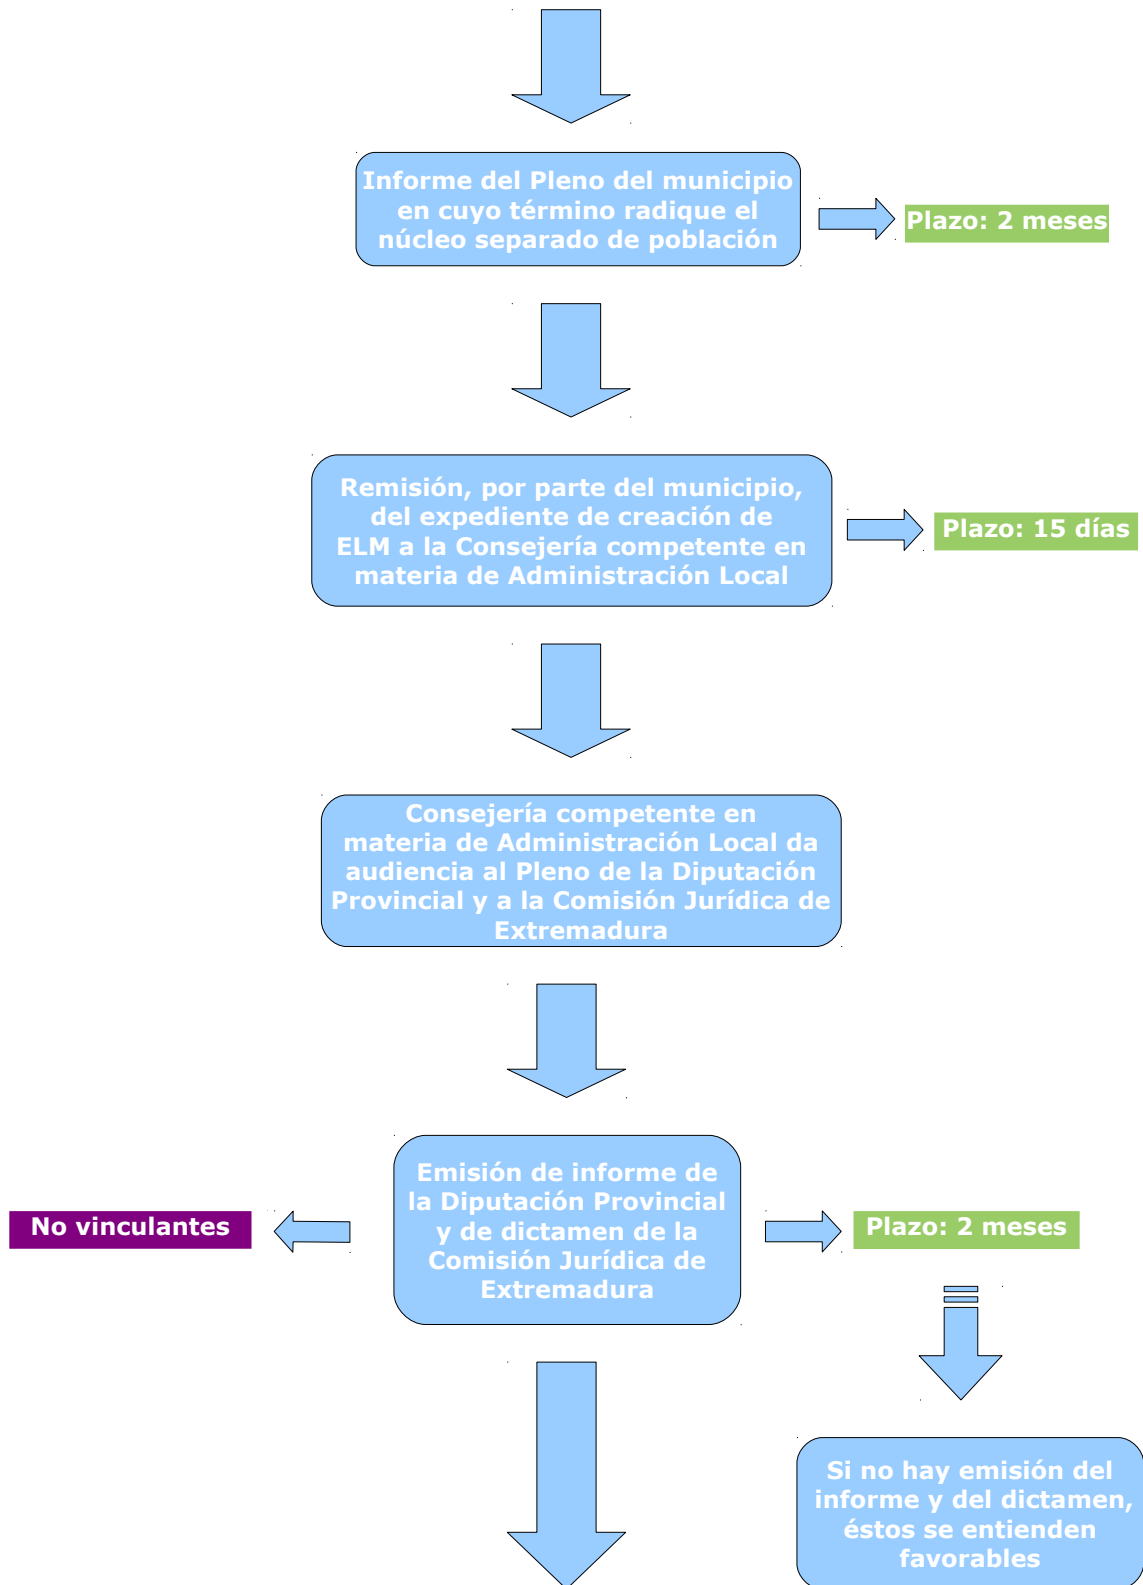 Informe del Pleno del municipio
en cuyo término radique el
núcleo separado de población
Plazo: 2 meses
Remisión, por parte del municipio,
del expediente de creación de
ELM a la Consejería competente en
materia de Administración Local
Plazo: 15 días
Consejería competente en
materia de Administración Local da
audiencia al Pleno de la Diputación
Provincial y a la Comisión Jurídica de
Extremadura
Emisión de informe de
la Diputación Provincial
y de dictamen de la
Comisión Jurídica de
Extremadura
No vinculantes
Plazo: 2 meses
Si no hay emisión del
informe y del dictamen,
éstos se entienden
favorables